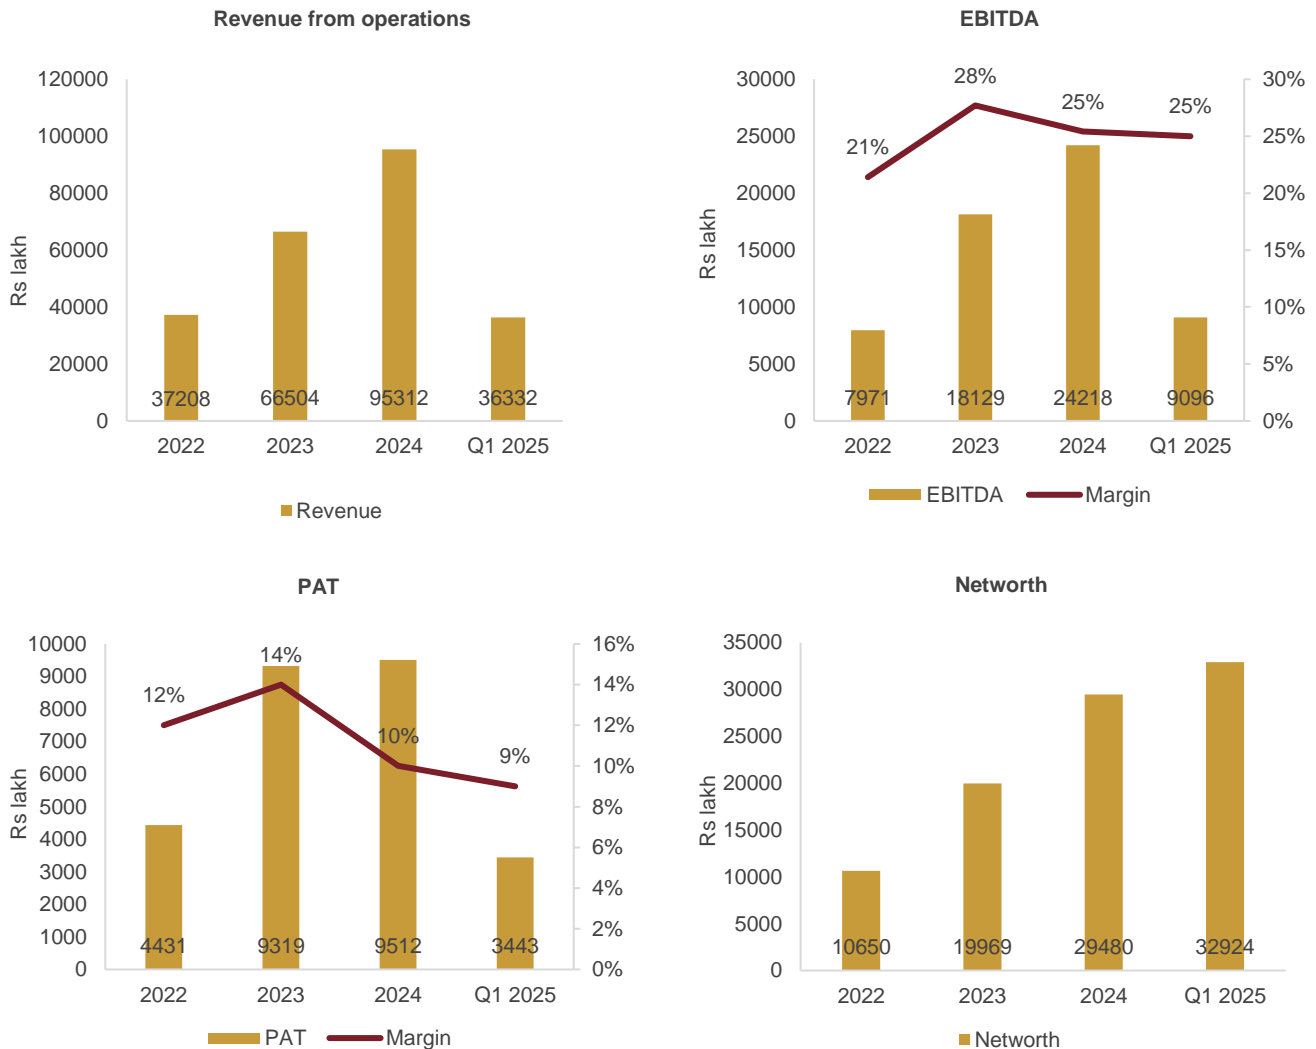 Revenue from operations
120000
100000
80000
60000
40000
20000
0
Rs lakh
37208 66504 95312 36332
2022 2023 2024 Q1 2025
Revenue
EBITDA
30000
25000
20000
15000
10000
5000
0
Rs lakh
21% 28% 25% 25%
7971 18129 24218 9096
30%
25%
20%
15%
10%
5%
0%
2022 2023 2024 Q1 2025
EBITDA Margin
PAT
10000
9000
8000
7000
6000
5000
4000
3000
2000
1000
0
Rs lakh
12% 14% 10% 9%
4431 9319 9512 3443
16%
14%
12%
10%
8%
6%
4%
2%
0%
2022 2023 2024 Q1 2025
PAT Margin
Networth
35000
30000
25000
20000
15000
10000
5000
0
Rs lakh
10650 19969 29480 32924
2022 2023 2024 Q1 2025
Networth